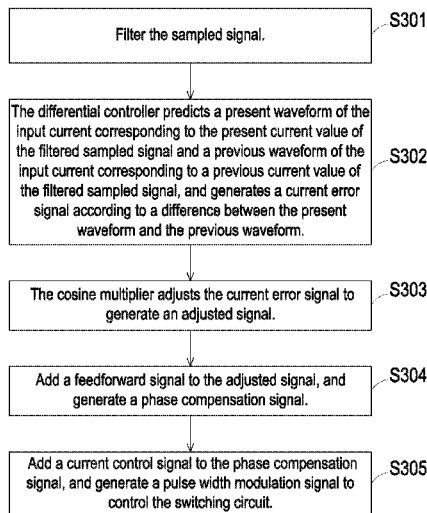 Filter the sampled signal.
S301
The differential controller predicts a present waveform of the
input current corresponding to the present current value of
the filtered sampled signal and a previous waveform of the
input current corresponding to a previous current value of
the filtered sampled signal, and generates a current error
signal according to a difference between the present
waveform and the previous waveform.
S302
The cosine multiplier adjusts the current error signal to
generate an adjusted signal.
S303
Add a feedforward signal to the adjusted signal, and
generate a phase compensation signal.
S304
Add a current control signal to the phase compensation
signal, and generate a pulse width modulation signal to
control the switching circuit.
S305